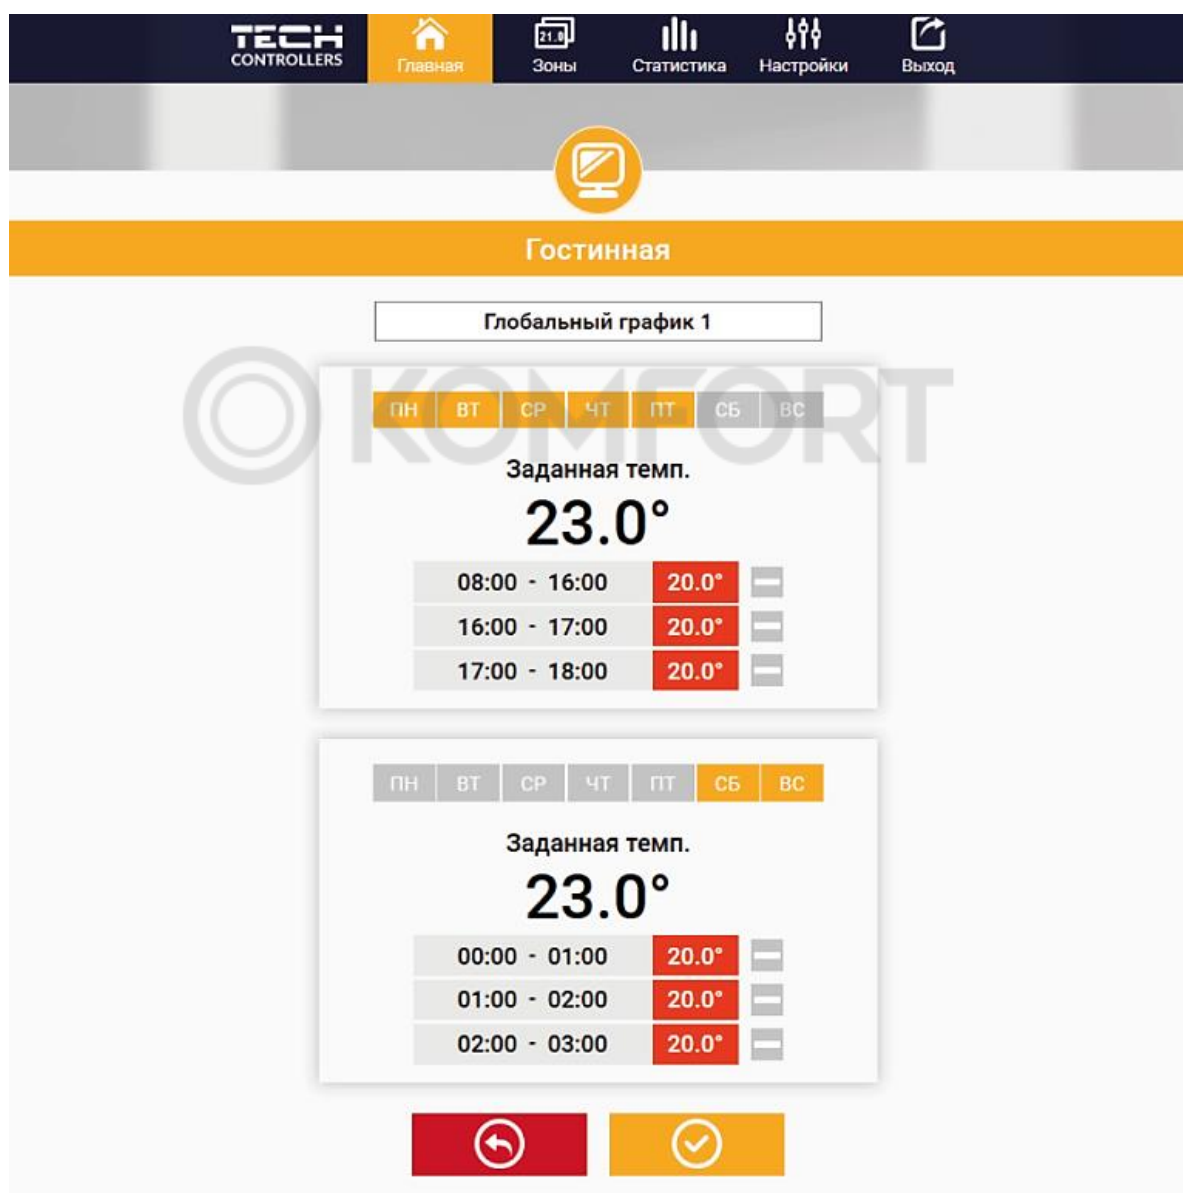 TECH
CONTROLLERS
Главная
21.0
Зоны
Статистика
Настройки
Выход
Гостинная
Глобальный график 1
KOMFORT
ПН ВТ СР ЧТ ПТ СБ ВС
Заданная темп.
23.0°
08:00 - 16:00 20.0°
16:00 - 17:00 20.0°
17:00 - 18:00 20.0°
ПН ВТ СР ЧТ ПТ СБ ВС
Заданная темп.
23.0°
00:00 - 01:00 20.0°
01:00 - 02:00 20.0°
02:00 - 03:00 20.0°